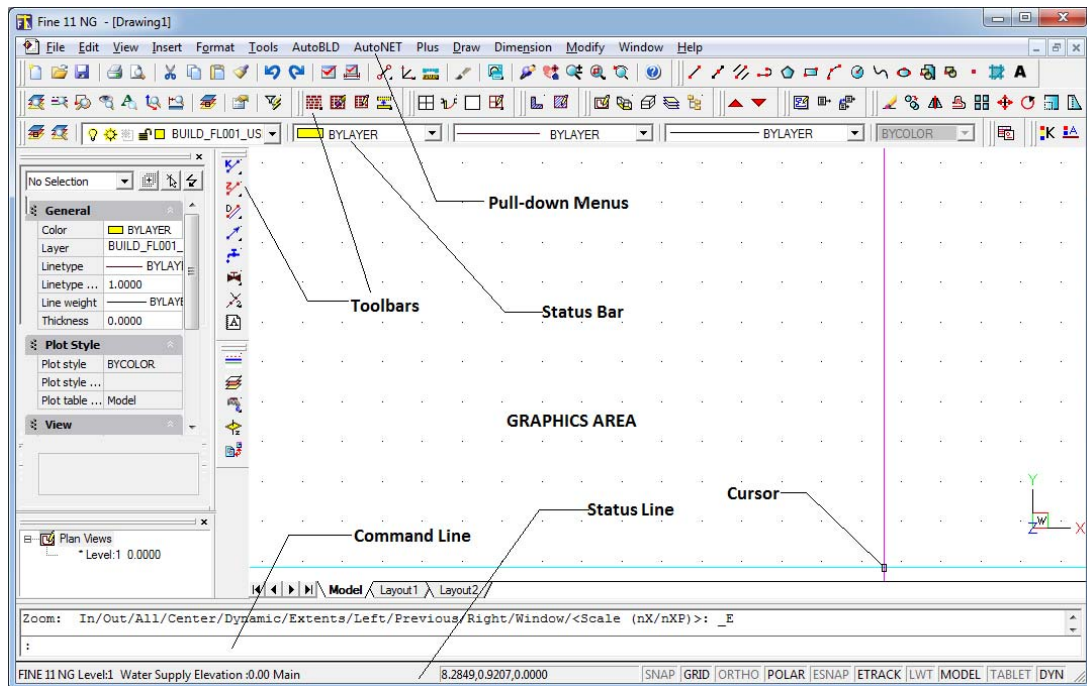 Fine 11 NG - [Drawing1]
File Edit View Insert Format Tools AutoBLD AutoNET Plus Draw Dimension Modify Window Help
BUILD_FL001_US BYLAYER BYLAYER BYLAYER BYCOLOR
No Selection
General
Color BYLAYER
Layer BUILD_FL001_
Linetype BYLAYI
Linetype ... 1.0000
Line weight BYLAYE
Thickness 0.0000
Plot Style
Plot style BYCOLOR
Plot style ...
Plot table ... Model
View
Pull-down Menus
Toolbars
Status Bar
GRAPHICS AREA
Cursor
Status Line
Command Line
Y
W
Z X
Plan Views
* Level:1 0.0000
Model Layout1 Layout2
Zoom: In/Out/All/Center/Dynamic/Extents/Left/Previous/Right/Window/<Scale (nX/nXP)>: _E
:
FINE 11 NG Level:1 Water Supply Elevation :0.00 Main 8.2849,0.9207,0.0000 SNAP GRID ORTHO POLAR ESNAP ETRACK LWT MODEL TABLET DYN